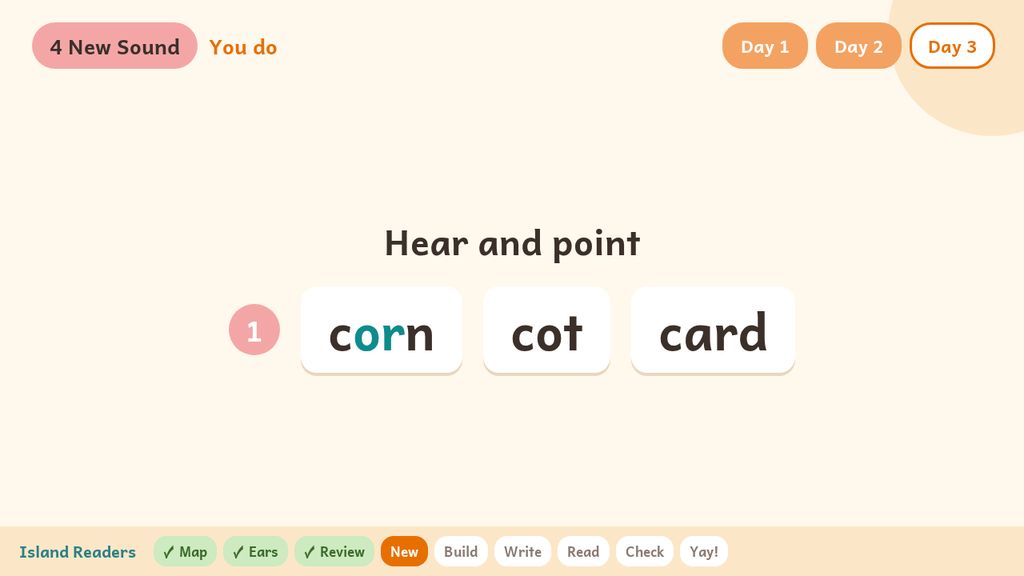 4 New Sound You do Day 1 Day 2 Day 3
Hear and point
1 corn cot card
Island Readers ✓ Map ✓ Ears ✓ Review New Build Write Read Check Yay!